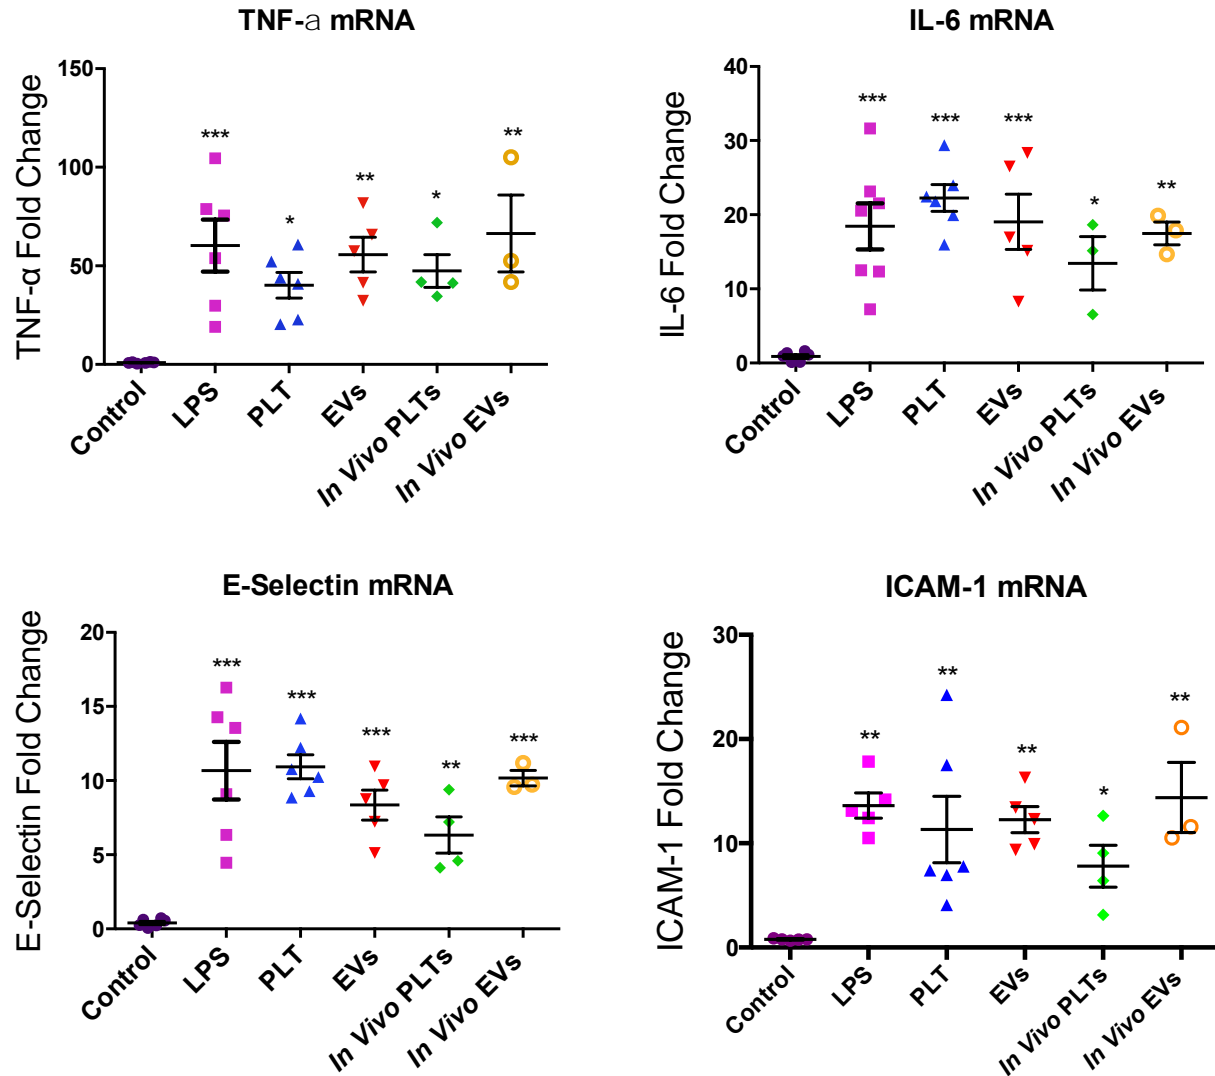 TNF-a mRNA
TNF-α Fold Change
150
100
50
0
***
*
**
*
**
Control
LPS
PLT
EVs
In Vivo PLTs
In Vivo EVs
IL-6 mRNA
IL-6 Fold Change
40
30
20
10
0
***
***
***
*
**
Control
LPS
PLT
EVs
In Vivo PLTs
In Vivo EVs
E-Selectin mRNA
E-Selectin Fold Change
20
15
10
5
0
***
***
***
**
***
Control
LPS
PLT
EVs
In Vivo PLTs
In Vivo EVs
ICAM-1 mRNA
ICAM-1 Fold Change
30
20
10
0
**
**
**
*
**
Control
LPS
PLT
EVs
In Vivo PLTs
In Vivo EVs